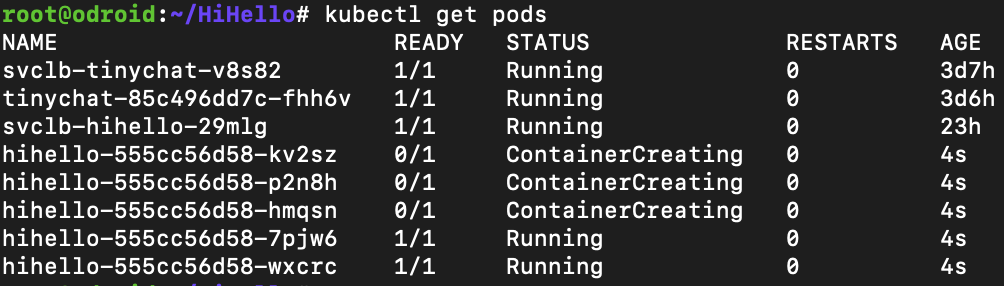 root@odroid:~/HiHello# kubectl get pods
NAME READY STATUS RESTARTS AGE
svclb-tinychat-v8s82 1/1 Running 0 3d7h
tinychat-85c496dd7c-fhh6v 1/1 Running 0 3d6h
svclb-hihello-29mlg 1/1 Running 0 23h
hihello-555cc56d58-kv2sz 0/1 ContainerCreating 0 4s
hihello-555cc56d58-p2n8h 0/1 ContainerCreating 0 4s
hihello-555cc56d58-hmqsn 0/1 ContainerCreating 0 4s
hihello-555cc56d58-7pjw6 1/1 Running 0 4s
hihello-555cc56d58-wxcrc 1/1 Running 0 4s